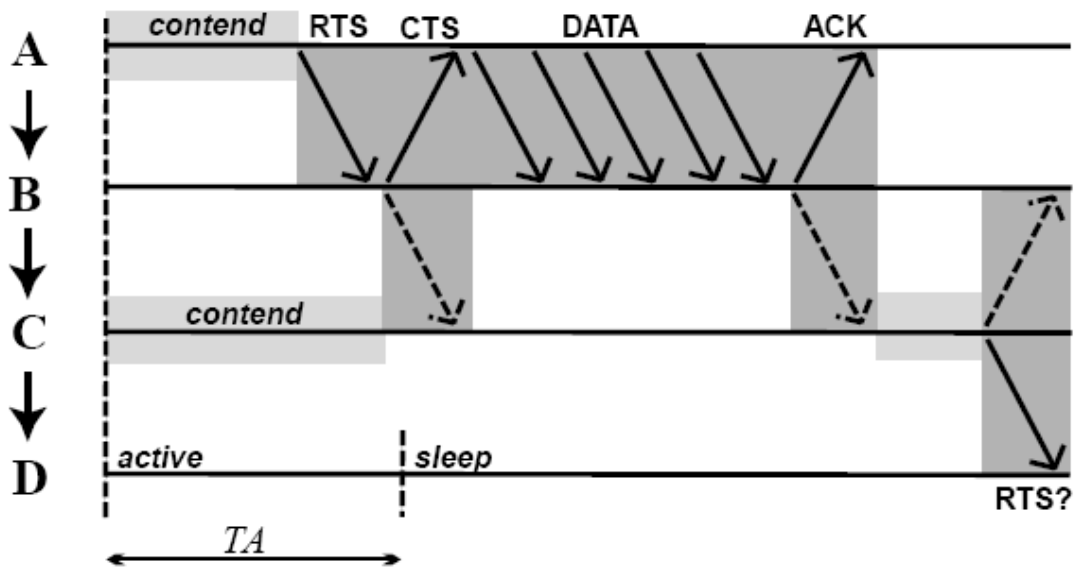 contend RTS CTS DATA ACK
A
B
contend
C
active sleep
D
RTS?
TA